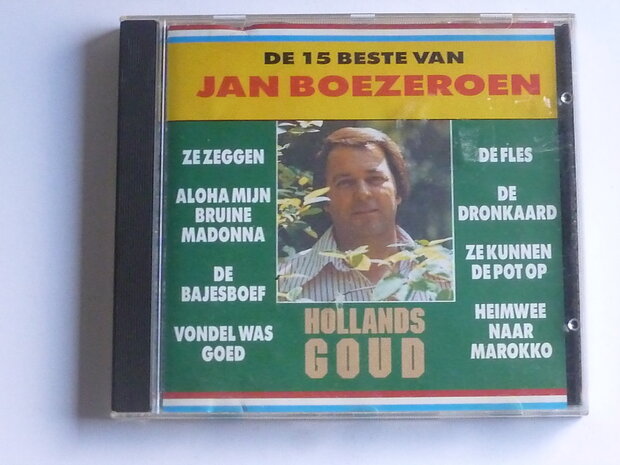 DE 15 BESTE VAN
JAN BOEZEROEN
ZE ZEGGEN
ALOHA MIJN
BRUINE
MADONNA
DE
BAJESBOEF
VONDEL WAS
GOED
DE FLES
DE
DRONKAARD
ZE KUNNEN
DE POT OP
HEIMWEE
NAAR
MAROKKO
HOLLANDS
GOUD